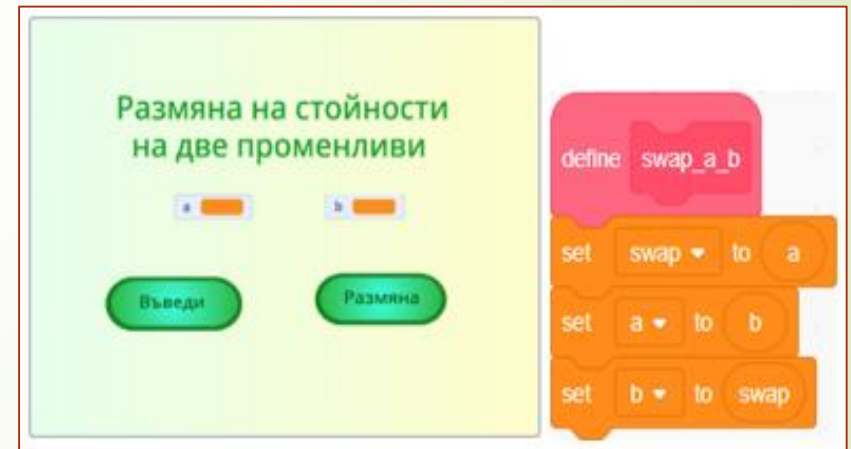 Размяна на стойности
на две променливи
a
b
Въведи
Размяна
define swap_a_b
set swap to a
set a to b
set b to swap